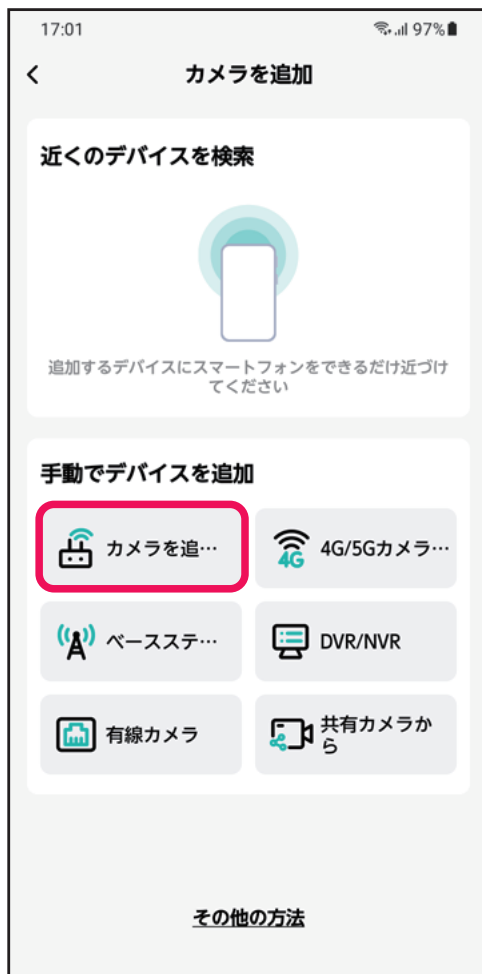 17:01
97%
カメラを追加
近くのデバイスを検索
追加するデバイスにスマートフォンをできるだけ近づけ
てください
手動でデバイスを追加
カメラを追…
4G
4G/5Gカメラ…
ベースステ…
DVR/NVR
有線カメラ
共有カメラか
ら
その他の方法